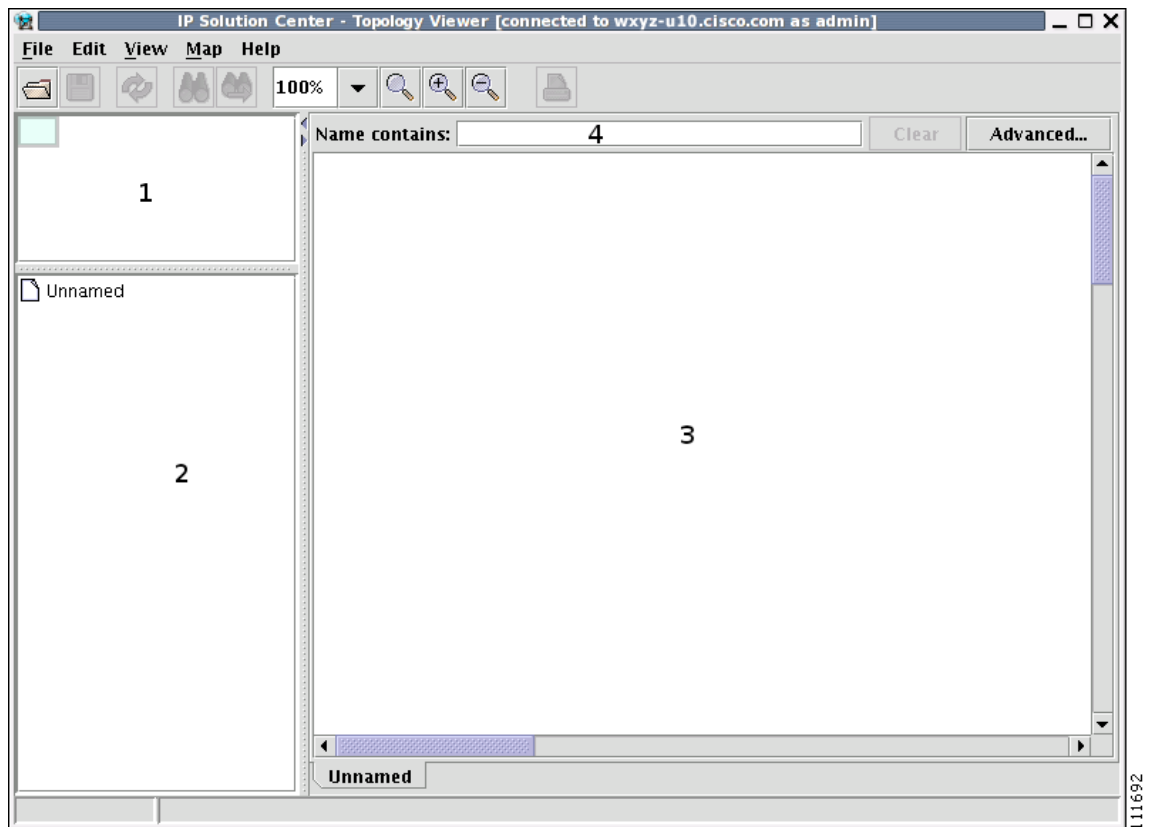 IP Solution Center - Topology Viewer [connected to wxyz-u10.cisco.com as admin]
File Edit View Map Help
100%
Name contains: 4 Clear Advanced...
1
Unnamed
2
3
Unnamed
111692